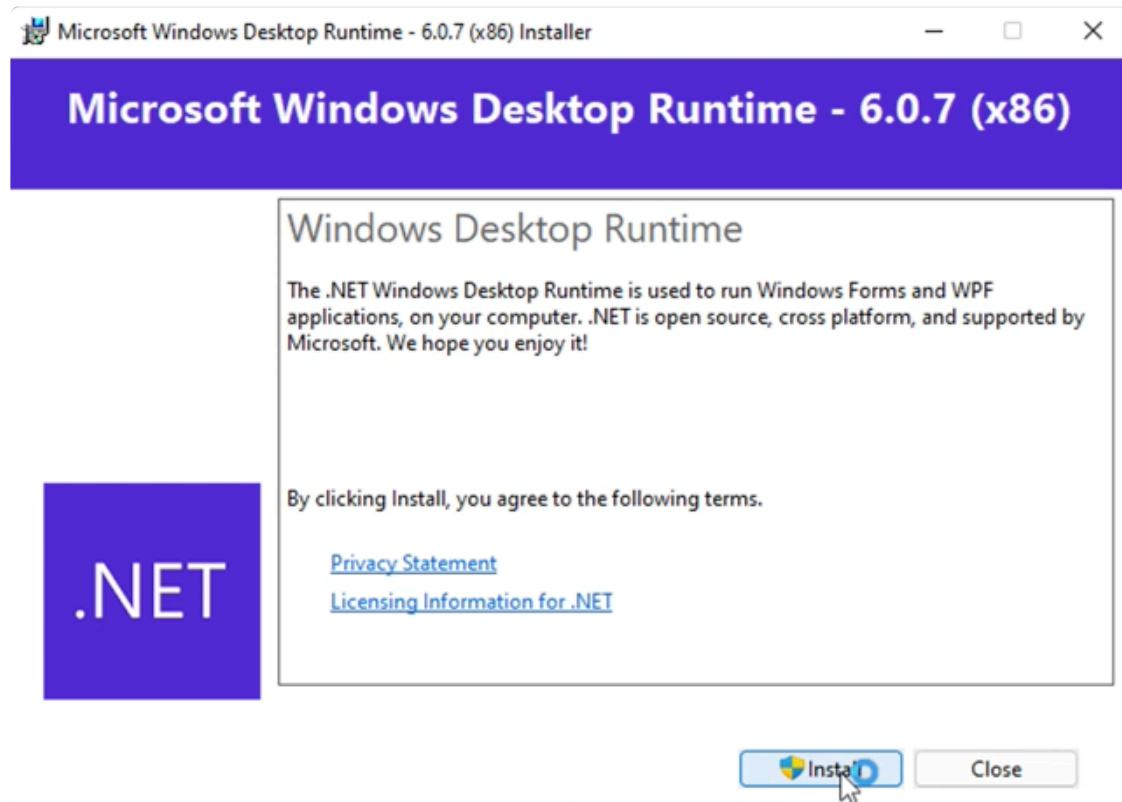 Microsoft Windows Desktop Runtime - 6.0.7 (x86) Installer
Microsoft Windows Desktop Runtime - 6.0.7 (x86)
Windows Desktop Runtime
The .NET Windows Desktop Runtime is used to run Windows Forms and WPF
applications, on your computer. .NET is open source, cross platform, and supported by
Microsoft. We hope you enjoy it!
By clicking Install, you agree to the following terms.
Privacy Statement
.NET
Licensing Information for .NET
Install
Close